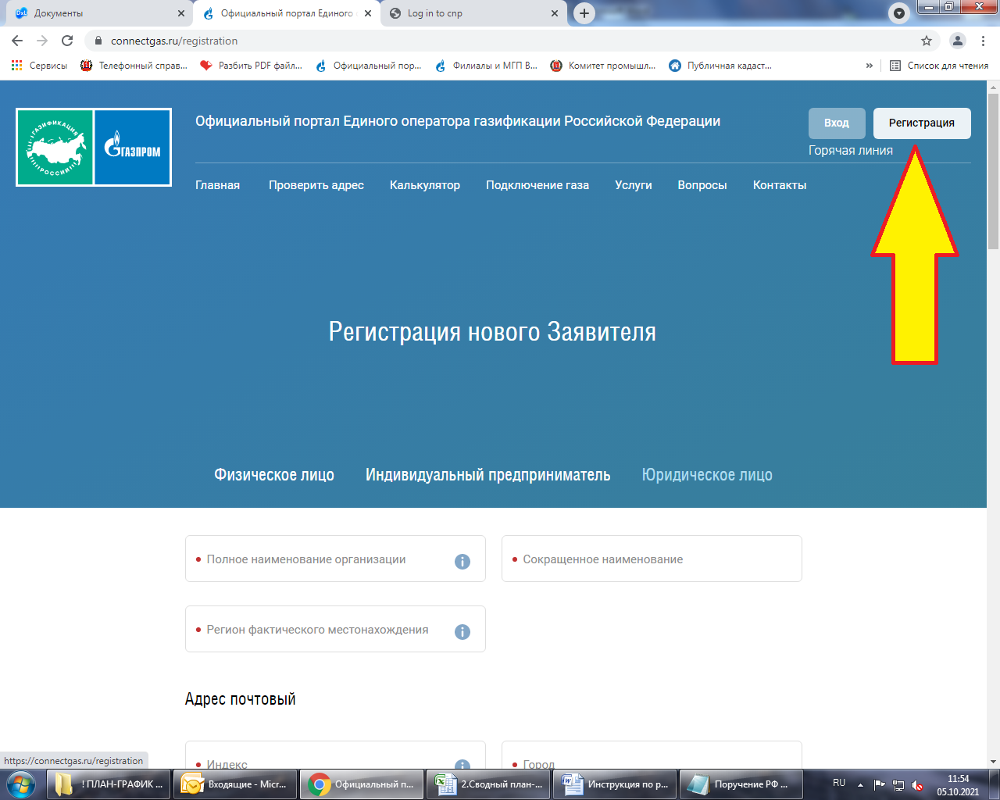 Документы
Официальный портал Единого
Log in to cnp
connectgas.ru/registration
Сервисы
Телефонный справ...
Разбить PDF файл...
Официальный пор...
Филиалы и МГП В...
Комитет промышл...
Публичная кадаст...
»
Список для чтения
ГАЗИФИКАЦИЯ
РОССИИ
ГАЗПРОМ
Официальный портал Единого оператора газификации Российской Федерации
Вход
Регистрация
Горячая линия
Главная
Проверить адрес
Калькулятор
Подключение газа
Услуги
Вопросы
Контакты
Регистрация нового Заявителя
Физическое лицо
Индивидуальный предприниматель
Юридическое лицо
Полное наименование организации
Сокращенное наименование
Регион фактического местонахождения
Адрес почтовый
Индекс
Город
https://connectgas.ru/registration
! ПЛАН-ГРАФИК ...
Входящие - Micr...
Официальный п...
2.Сводный план-...
Инструкция по р...
Поручение РФ ...
RU
11:54
05.10.2021